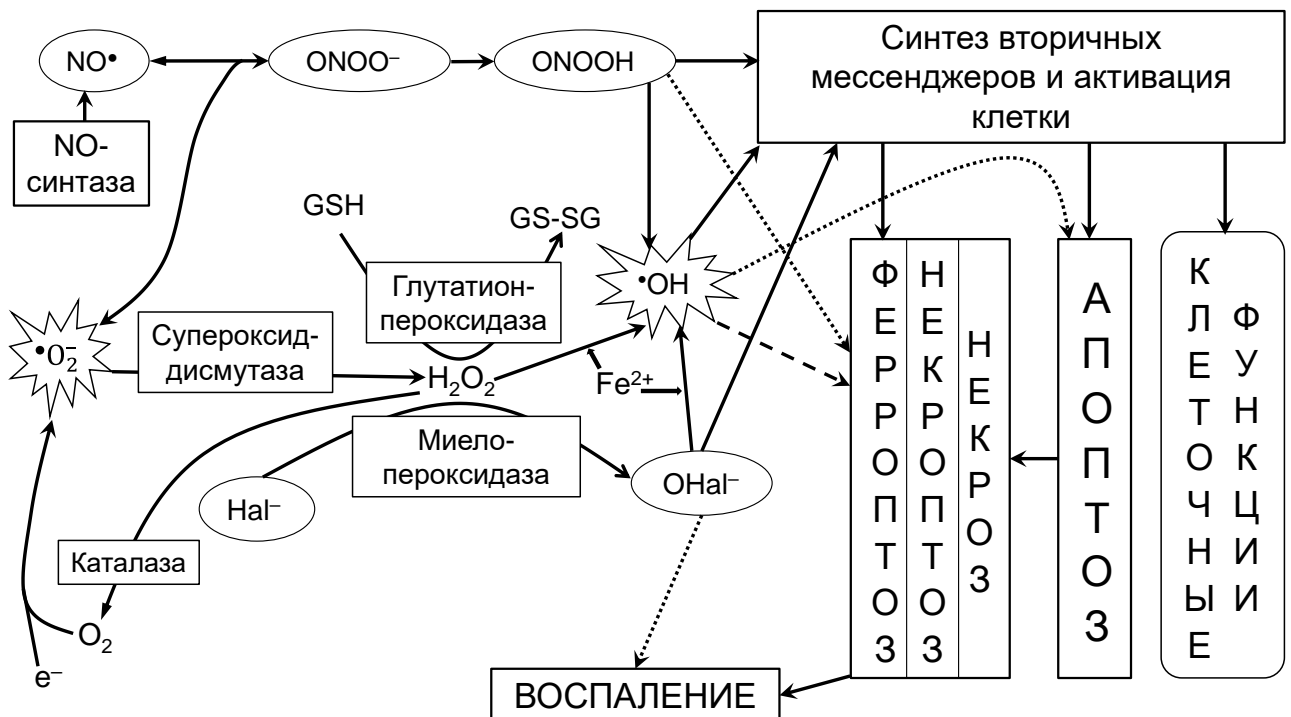 NO•
ONOO⁻
ONOOH
Синтез вторичных
мессенджеров и активация
клетки
NO-
синтаза
GSH
GS-SG
Глутатион-
пероксидаза
•OH
•O₂⁻
Супероксид-
дисмутаза
H₂O₂
Fe²⁺
Миело-
пероксидаза
Hal⁻
OHal⁻
Каталаза
O₂
e⁻
ФЕРРОПТОЗ
НЕКРОПТОЗ
НЕКРОЗ
АПОПТОЗ
КЛЕТОЧНЫЕ
ФУНКЦИИ
ВОСПАЛЕНИЕ